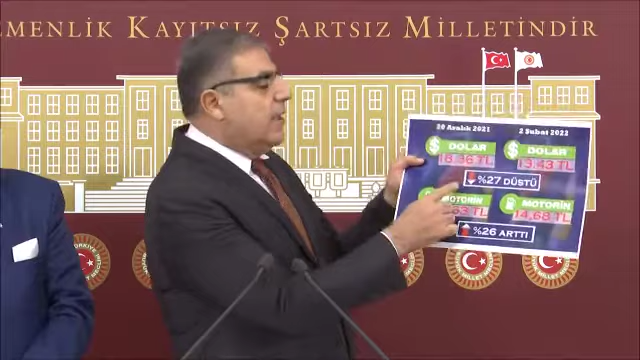 EMENLİK KAYITSIZ ŞARTSIZ MİLLETİNDİR
20 Aralık 2021 2 Şubat 2022
$ DOLAR $ DOLAR
18.36 TL 13.43 TL
%27 DÜŞTÜ
MOTORİN MOTORİN
14.68 TL
%26 ARTTI